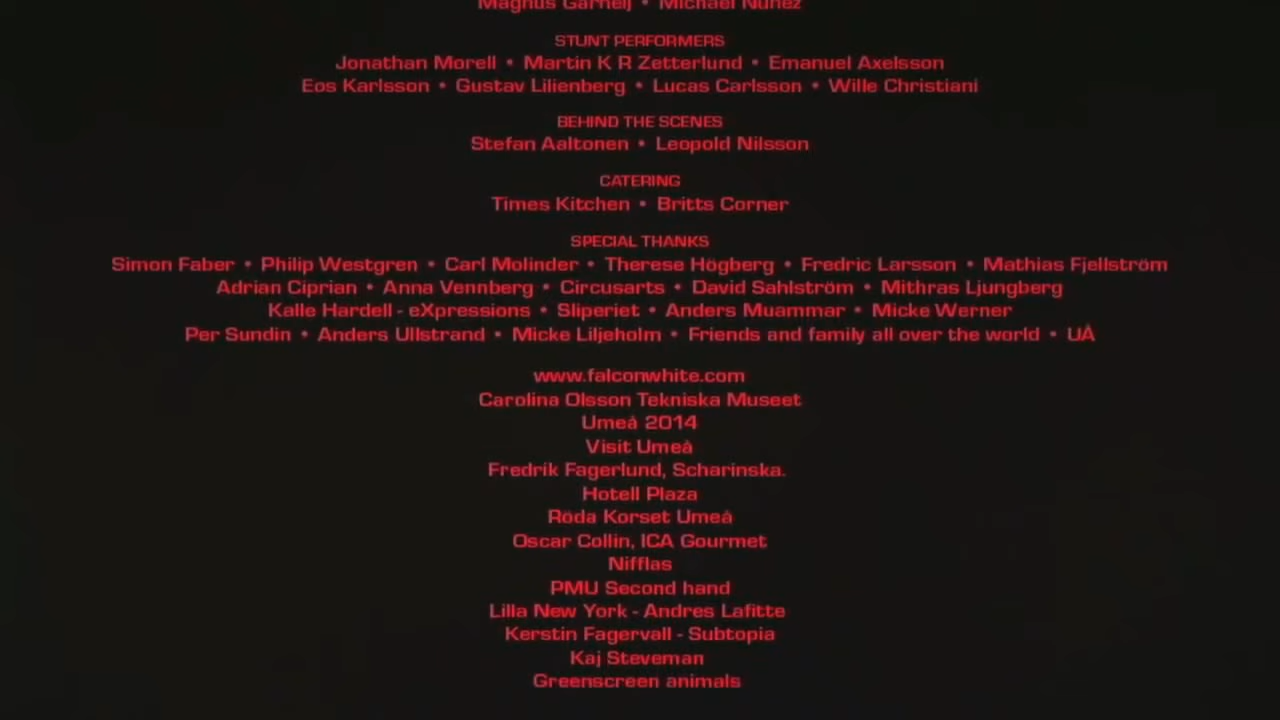 Magnus Garneij • Michael Nunez
STUNT PERFORMERS
Jonathan Morell • Martin K R Zetterlund • Emanuel Axelsson
Eos Karlsson • Gustav Lilienberg • Lucas Carlsson • Wille Christiani
BEHIND THE SCENES
Stefan Aaltonen • Leopold Nilsson
CATERING
Times Kitchen • Britts Corner
SPECIAL THANKS
Simon Faber • Philip Westgren • Carl Molinder • Therese Högberg • Fredric Larsson • Mathias Fjellström
Adrian Ciprian • Anna Vennberg • Circusarts • David Sahlström • Mithras Ljungberg
Kalle Hardell - eXpressions • Sliperiet • Anders Muammar • Micke Werner
Per Sundin • Anders Ullstrand • Micke Liljeholm • Friends and family all over the world • UÅ
www.falconwhite.com
Carolina Olsson Tekniska Museet
Umeå 2014
Visit Umeå
Fredrik Fagerlund, Scharinska.
Hotell Plaza
Röda Korset Umeå
Oscar Collin, ICA Gourmet
Nifflas
PMU Second hand
Lilla New York - Andres Lafitte
Kerstin Fagervall - Subtopia
Kaj Steveman
Greenscreen animals